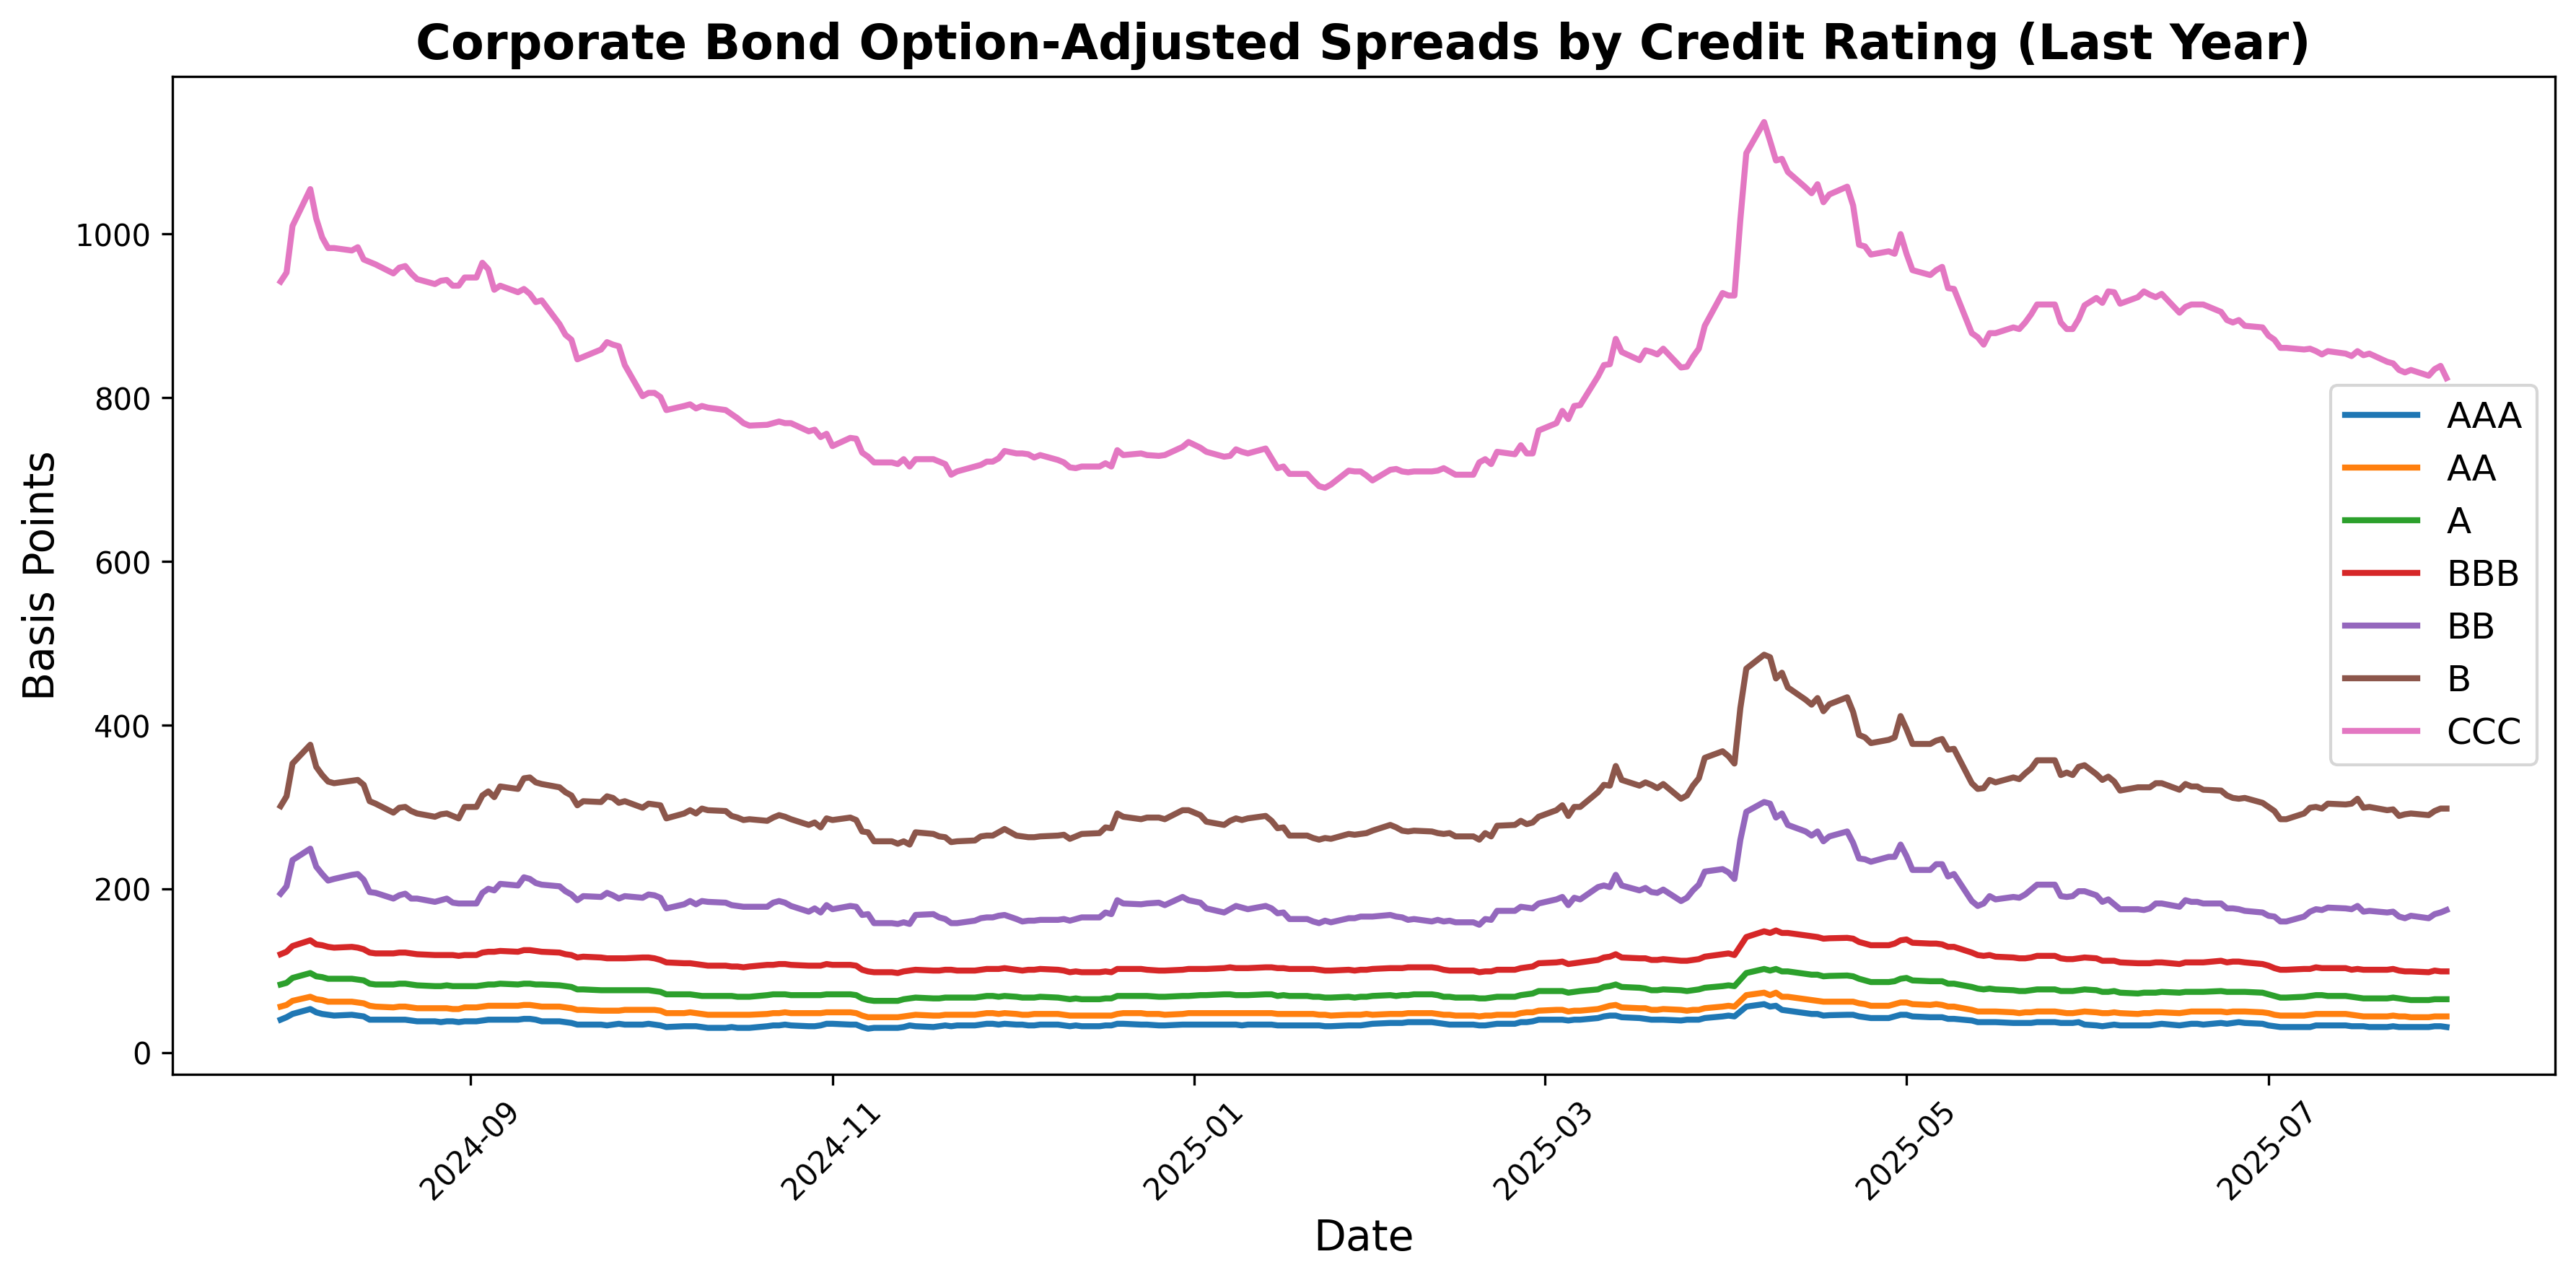 Corporate Bond Option-Adjusted Spreads by Credit Rating (Last Year)
Basis Points
1000
800
600
400
200
0
AAA
AA
A
BBB
BB
B
CCC
2024-09
2024-11
2025-01
2025-03
2025-05
2025-07
Date